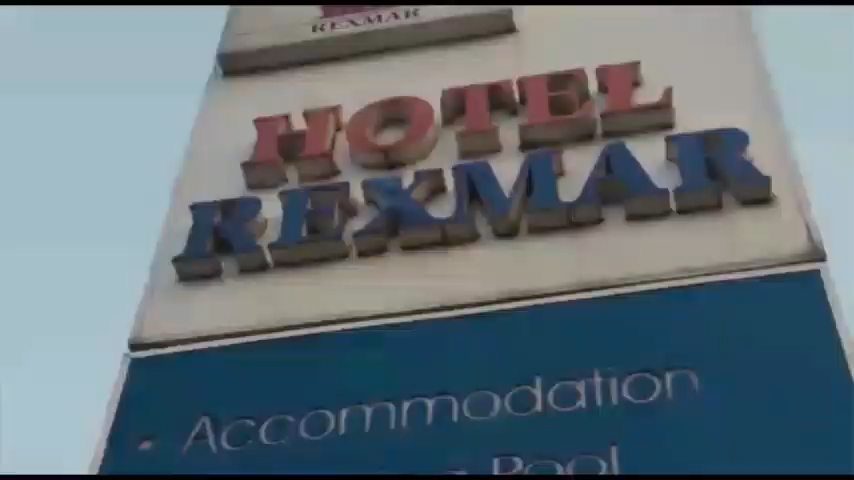 REXMAR
HOTEL
REXMAR
• Accommodation
Pool